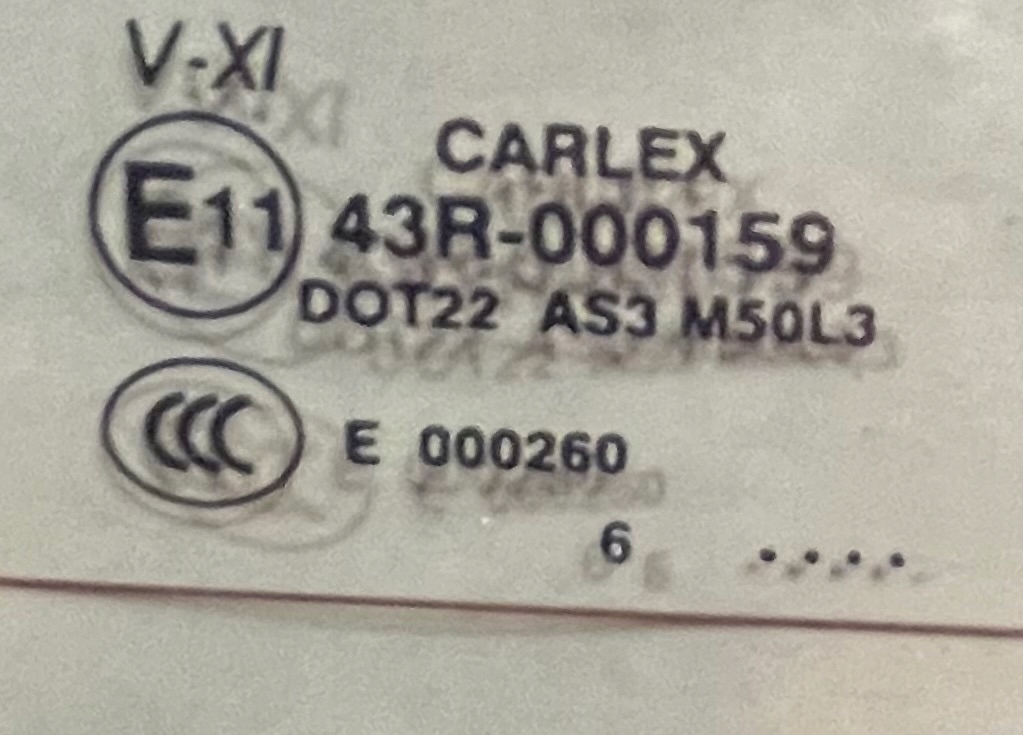 V-XI
CARLEX
E11 43R-000159
DOT22 AS3 M50L3
CCC E 000260
6 ....